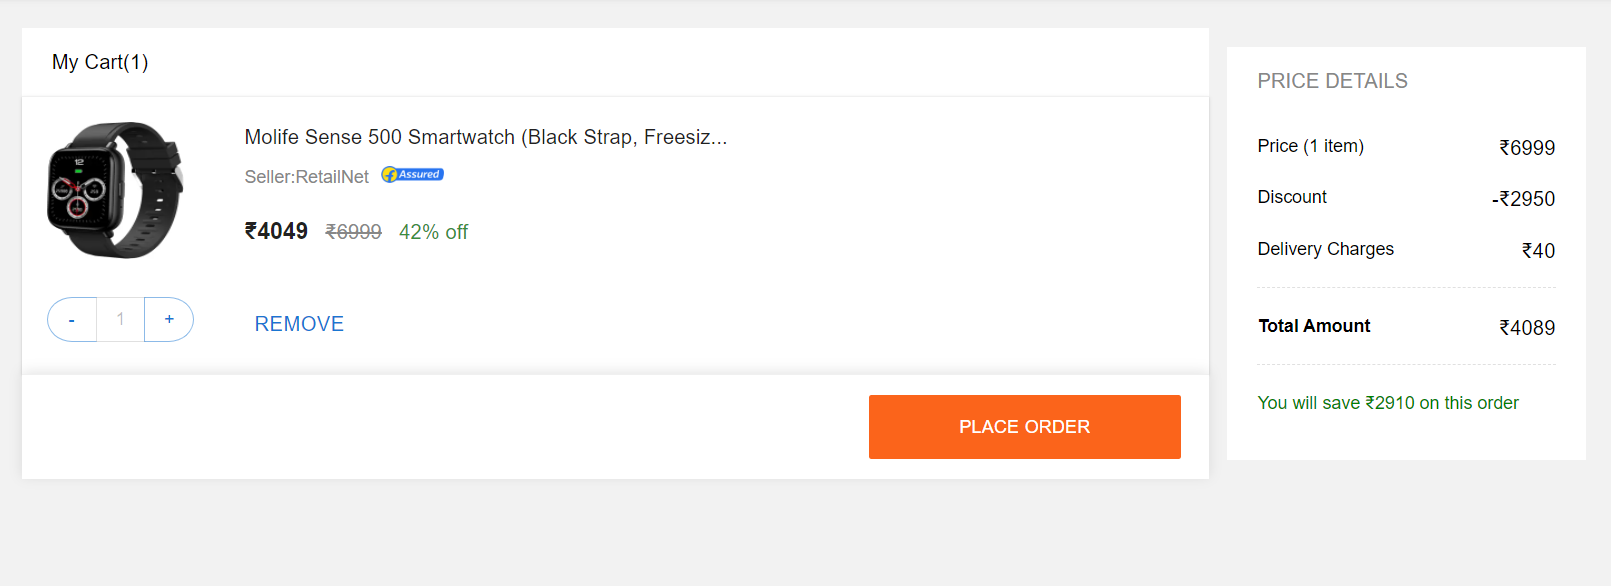 My Cart(1)
Molife Sense 500 Smartwatch (Black Strap, Freesiz...
Seller:RetailNet Assured
₹4049 ₹6999 42% off
- 1 + REMOVE
PLACE ORDER
PRICE DETAILS
Price (1 item) ₹6999
Discount -₹2950
Delivery Charges ₹40
Total Amount ₹4089
You will save ₹2910 on this order